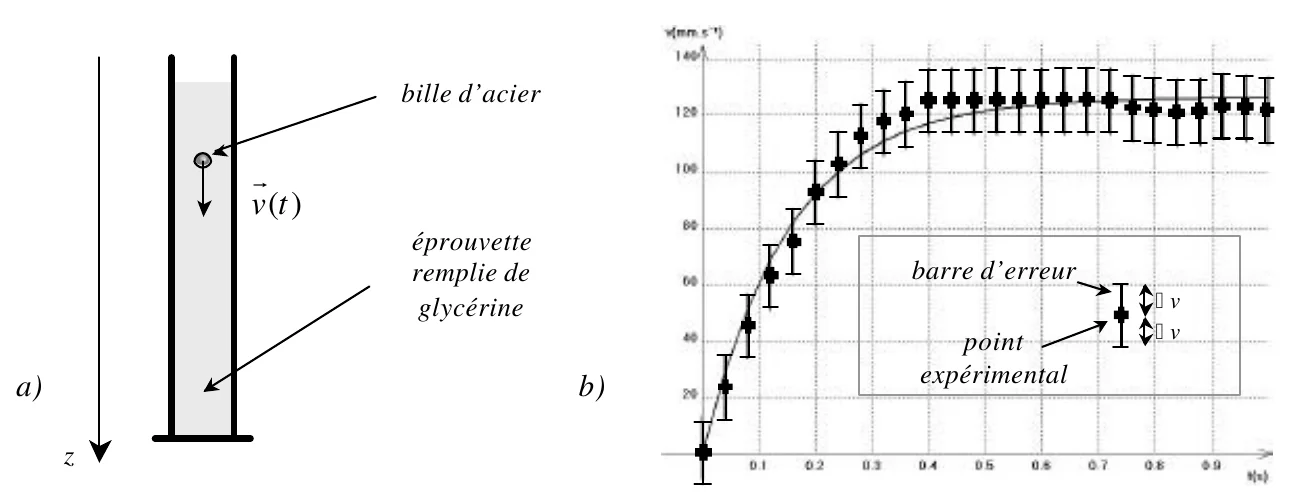 bille d'acier
v(t)
éprouvette
remplie de
glycérine
a)
z
b)
v(mm.s⁻¹)
140
120
100
80
60
40
20
0.1 0.2 0.3 0.4 0.5 0.6 0.7 0.8 0.9
t(s)
barre d'erreur
point
expérimental
v
v